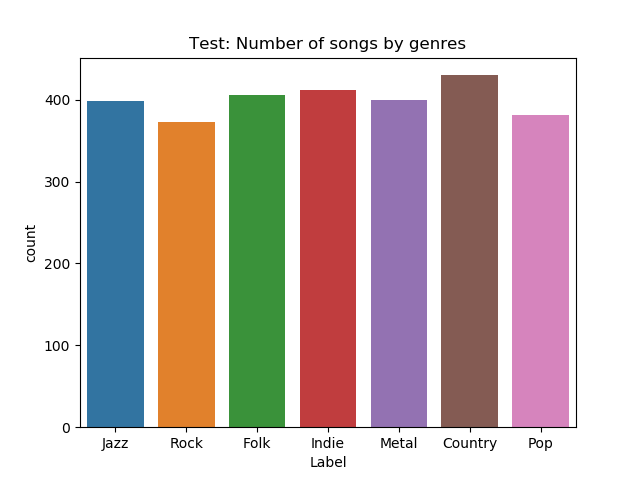 Test: Number of songs by genres
400
300
200
100
0
count
Jazz Rock Folk Indie Metal Country Pop
Label